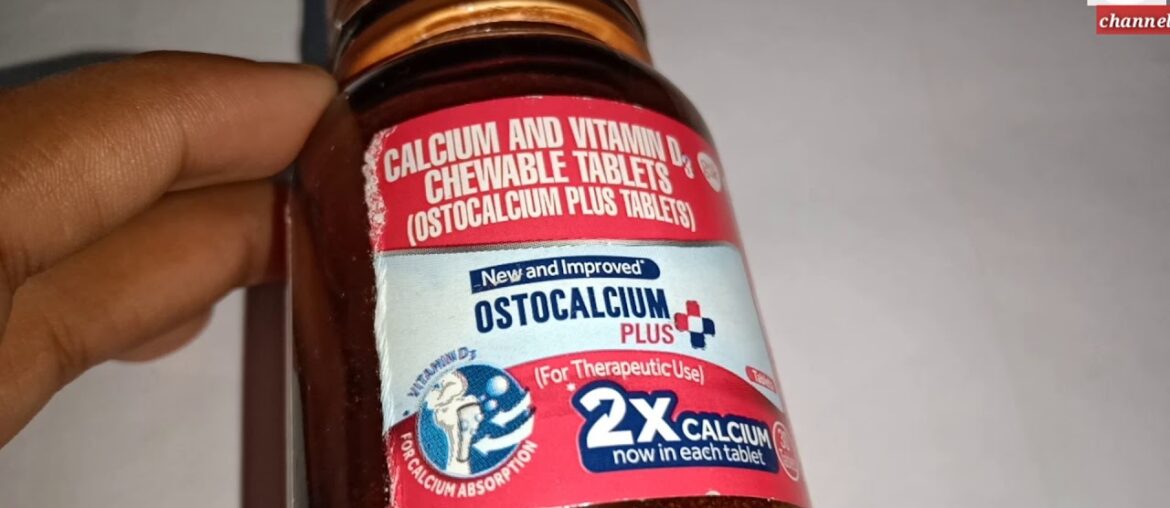 channel
CALCIUM AND VITAMIN D3
CHEWABLE TABLETS
(OSTOCALCIUM PLUS TABLETS)
New and Improved*
OSTOCALCIUM
PLUS
VITAMIN D3
FOR CALCIUM ABSORPTION
(For Therapeutic Use)
*2X CALCIUM
now in each tablet